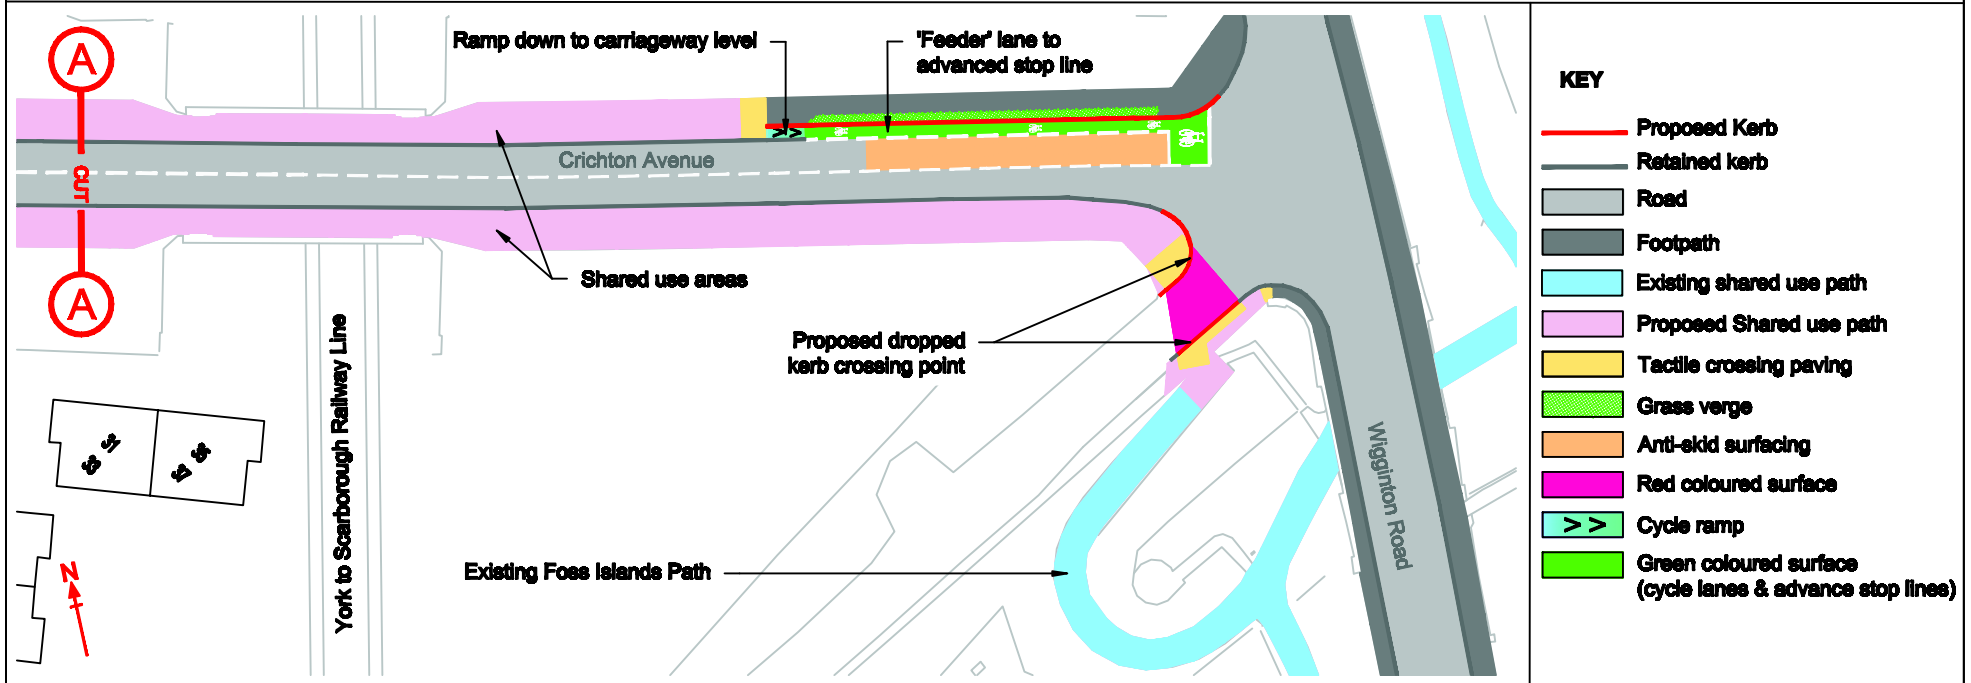 A
Ramp down to carriageway level
'Feeder' lane to
advanced stop line
Crichton Avenue
CUT
A
Shared use areas
Proposed dropped
kerb crossing point
York to Scarborough Railway Line
Existing Foss Islands Path
Wigginton Road
N
KEY
Proposed Kerb
Retained kerb
Road
Footpath
Existing shared use path
Proposed Shared use path
Tactile crossing paving
Grass verge
Anti-skid surfacing
Red coloured surface
> > Cycle ramp
Green coloured surface
(cycle lanes & advance stop lines)